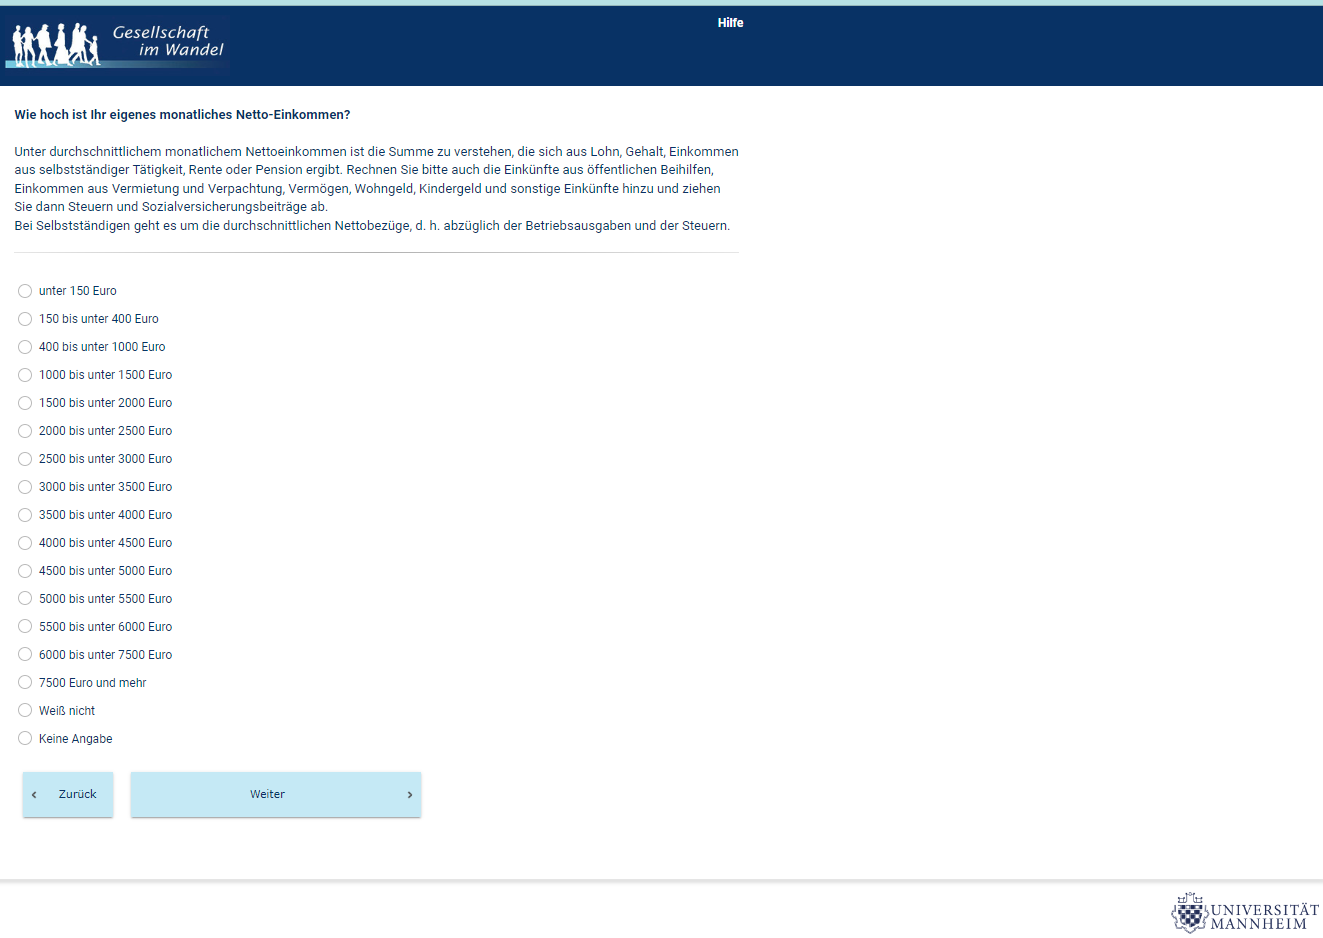 Gesellschaft
im Wandel
Hilfe
Wie hoch ist Ihr eigenes monatliches Netto-Einkommen?
Unter durchschnittlichem monatlichem Nettoeinkommen ist die Summe zu verstehen, die sich aus Lohn, Gehalt, Einkommen
aus selbstständiger Tätigkeit, Rente oder Pension ergibt. Rechnen Sie bitte auch die Einkünfte aus öffentlichen Beihilfen,
Einkommen aus Vermietung und Verpachtung, Vermögen, Wohngeld, Kindergeld und sonstige Einkünfte hinzu und ziehen
Sie dann Steuern und Sozialversicherungsbeiträge ab.
Bei Selbstständigen geht es um die durchschnittlichen Nettobezüge, d. h. abzüglich der Betriebsausgaben und der Steuern.
unter 150 Euro
150 bis unter 400 Euro
400 bis unter 1000 Euro
1000 bis unter 1500 Euro
1500 bis unter 2000 Euro
2000 bis unter 2500 Euro
2500 bis unter 3000 Euro
3000 bis unter 3500 Euro
3500 bis unter 4000 Euro
4000 bis unter 4500 Euro
4500 bis unter 5000 Euro
5000 bis unter 5500 Euro
5500 bis unter 6000 Euro
6000 bis unter 7500 Euro
7500 Euro und mehr
Weiß nicht
Keine Angabe
‹ Zurück
Weiter ›
UNIVERSITÄT
MANNHEIM